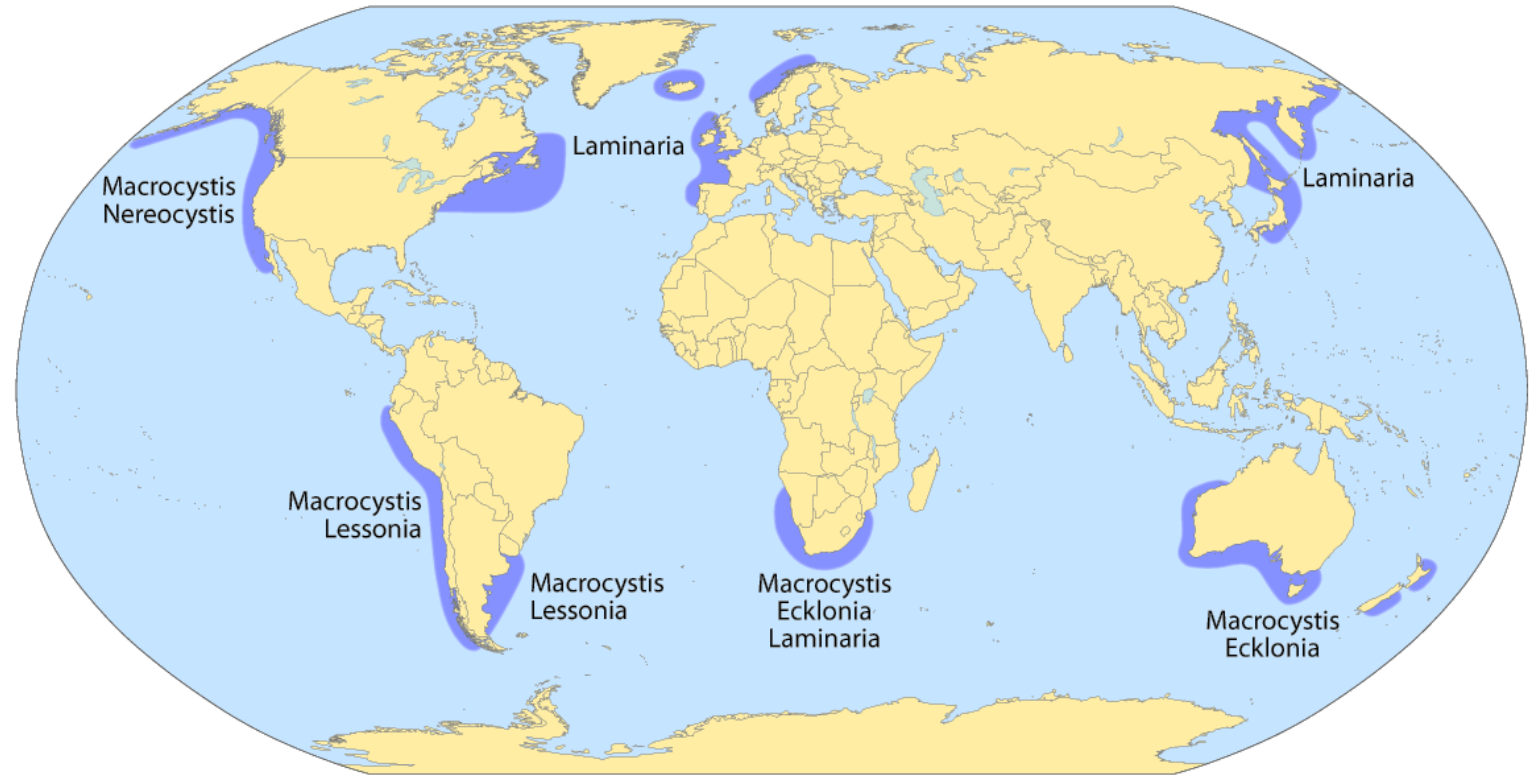 Laminaria
Macrocystis
Nereocystis
Laminaria
Macrocystis
Lessonia
Macrocystis
Lessonia
Macrocystis
Ecklonia
Laminaria
Macrocystis
Ecklonia